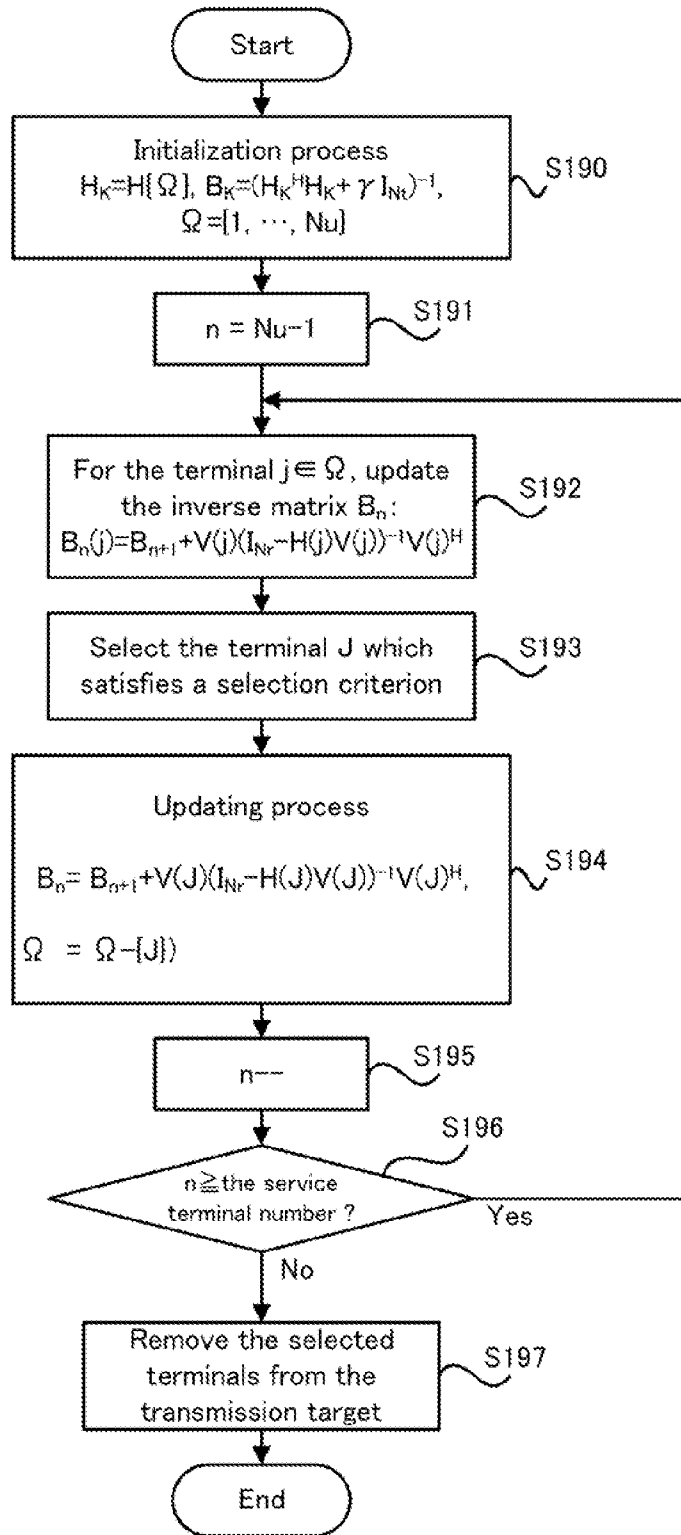 Start
Initialization process
H_K=H[Ω], B_K=(H_K^H H_K+γI_Nt)^-1,
Ω=[1, ⋯, Nu]
S190
n = Nu-1
S191
For the terminal j∈Ω, update
the inverse matrix B_n:
B_n(j)=B_n+1+V(j)(I_Nr-H(j)V(j))^-1V(j)^H
S192
Select the terminal J which
satisfies a selection criterion
S193
Updating process
B_n= B_n+1+V(J)(I_Nr-H(J)V(J))^-1V(J)^H,
Ω = Ω-[J])
S194
n--
S195
n≧the service
terminal number ?
S196
Yes
No
Remove the selected
terminals from the
transmission target
S197
End